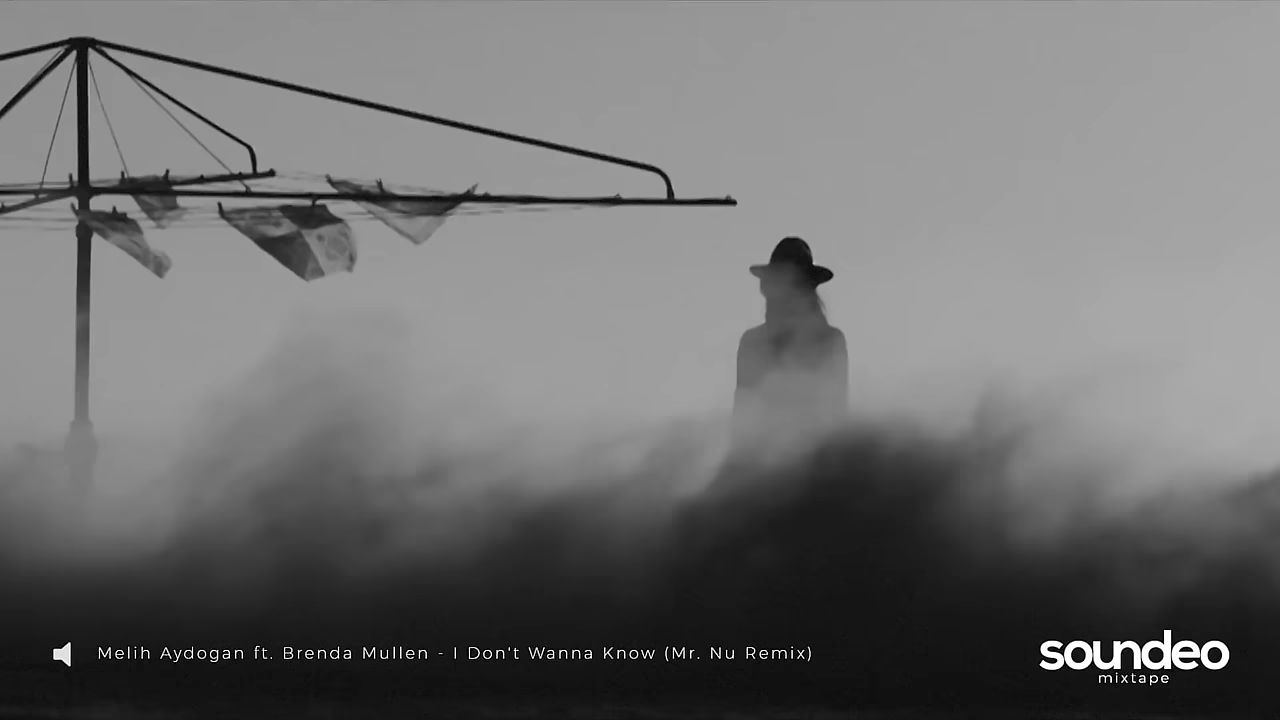 Melih Aydogan ft. Brenda Mullen - I Don't Wanna Know (Mr. Nu Remix)
soundeo
mixtape